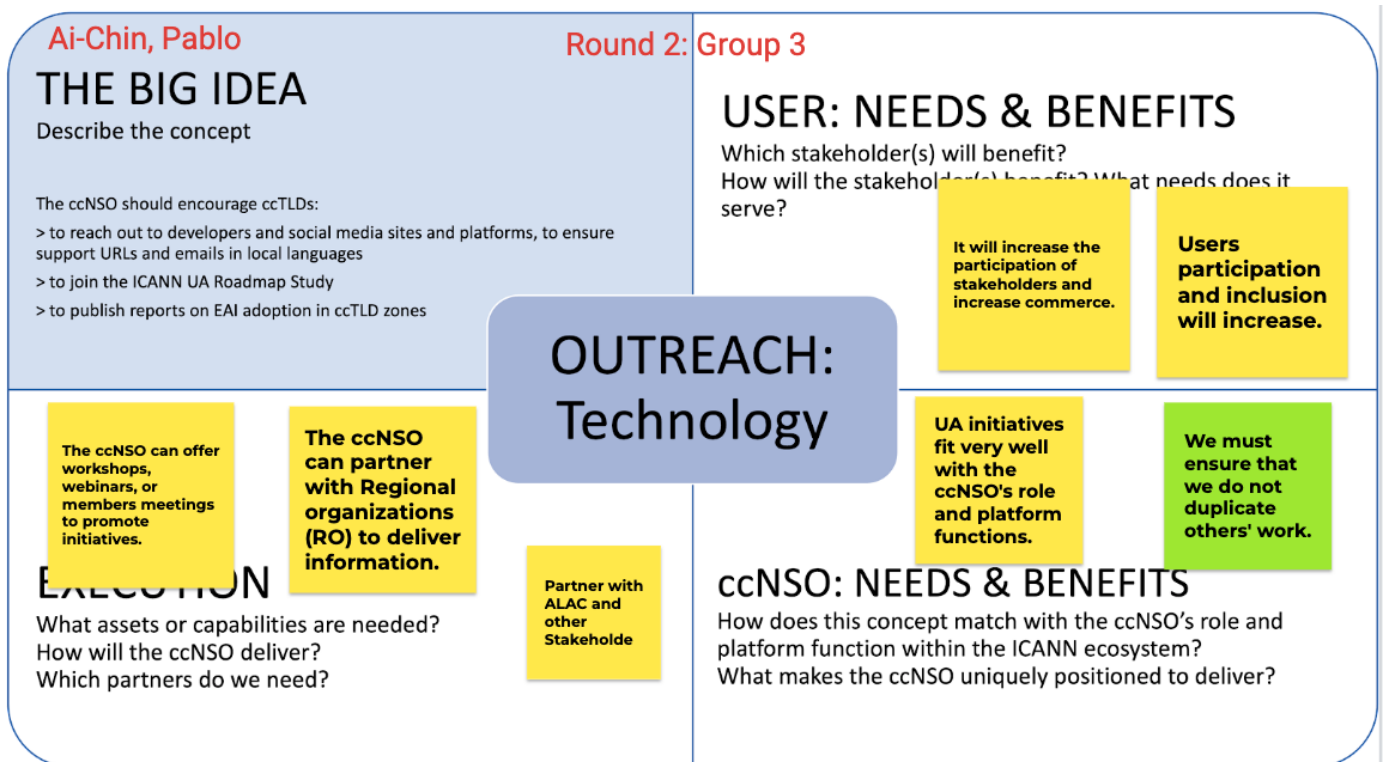 Ai-Chin, Pablo
Round 2: Group 3
THE BIG IDEA
Describe the concept
The ccNSO should encourage ccTLDs:
> to reach out to developers and social media sites and platforms, to ensure
support URLs and emails in local languages
> to join the ICANN UA Roadmap Study
> to publish reports on EAI adoption in ccTLD zones
USER: NEEDS & BENEFITS
Which stakeholder(s) will benefit?
How will the stakeholder(s) benefit? What needs does it
serve?
It will increase the
participation of
stakeholders and
increase commerce.
Users
participation
and inclusion
will increase.
OUTREACH:
Technology
The ccNSO can offer
workshops,
webinars, or
members meetings
to promote
initiatives.
The ccNSO
can partner
with Regional
organizations
(RO) to deliver
information.
Partner with
ALAC and
other
Stakeholde
EXECUTION
What assets or capabilities are needed?
How will the ccNSO deliver?
Which partners do we need?
UA initiatives
fit very well
with the
ccNSO's role
and platform
functions.
We must
ensure that
we do not
duplicate
others' work.
ccNSO: NEEDS & BENEFITS
How does this concept match with the ccNSO's role and
platform function within the ICANN ecosystem?
What makes the ccNSO uniquely positioned to deliver?